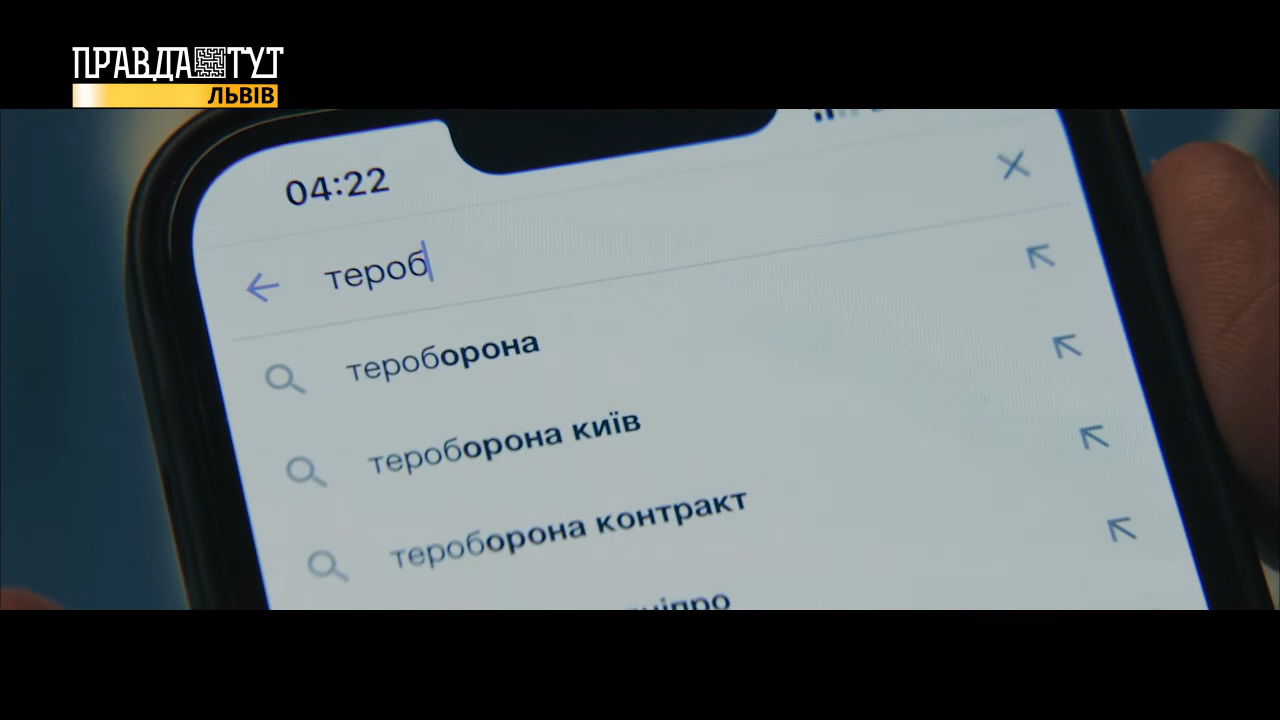 ПРАВДА ТУТ
ЛЬВІВ
04:22
тероб
тероборона
тероборона київ
тероборона контракт